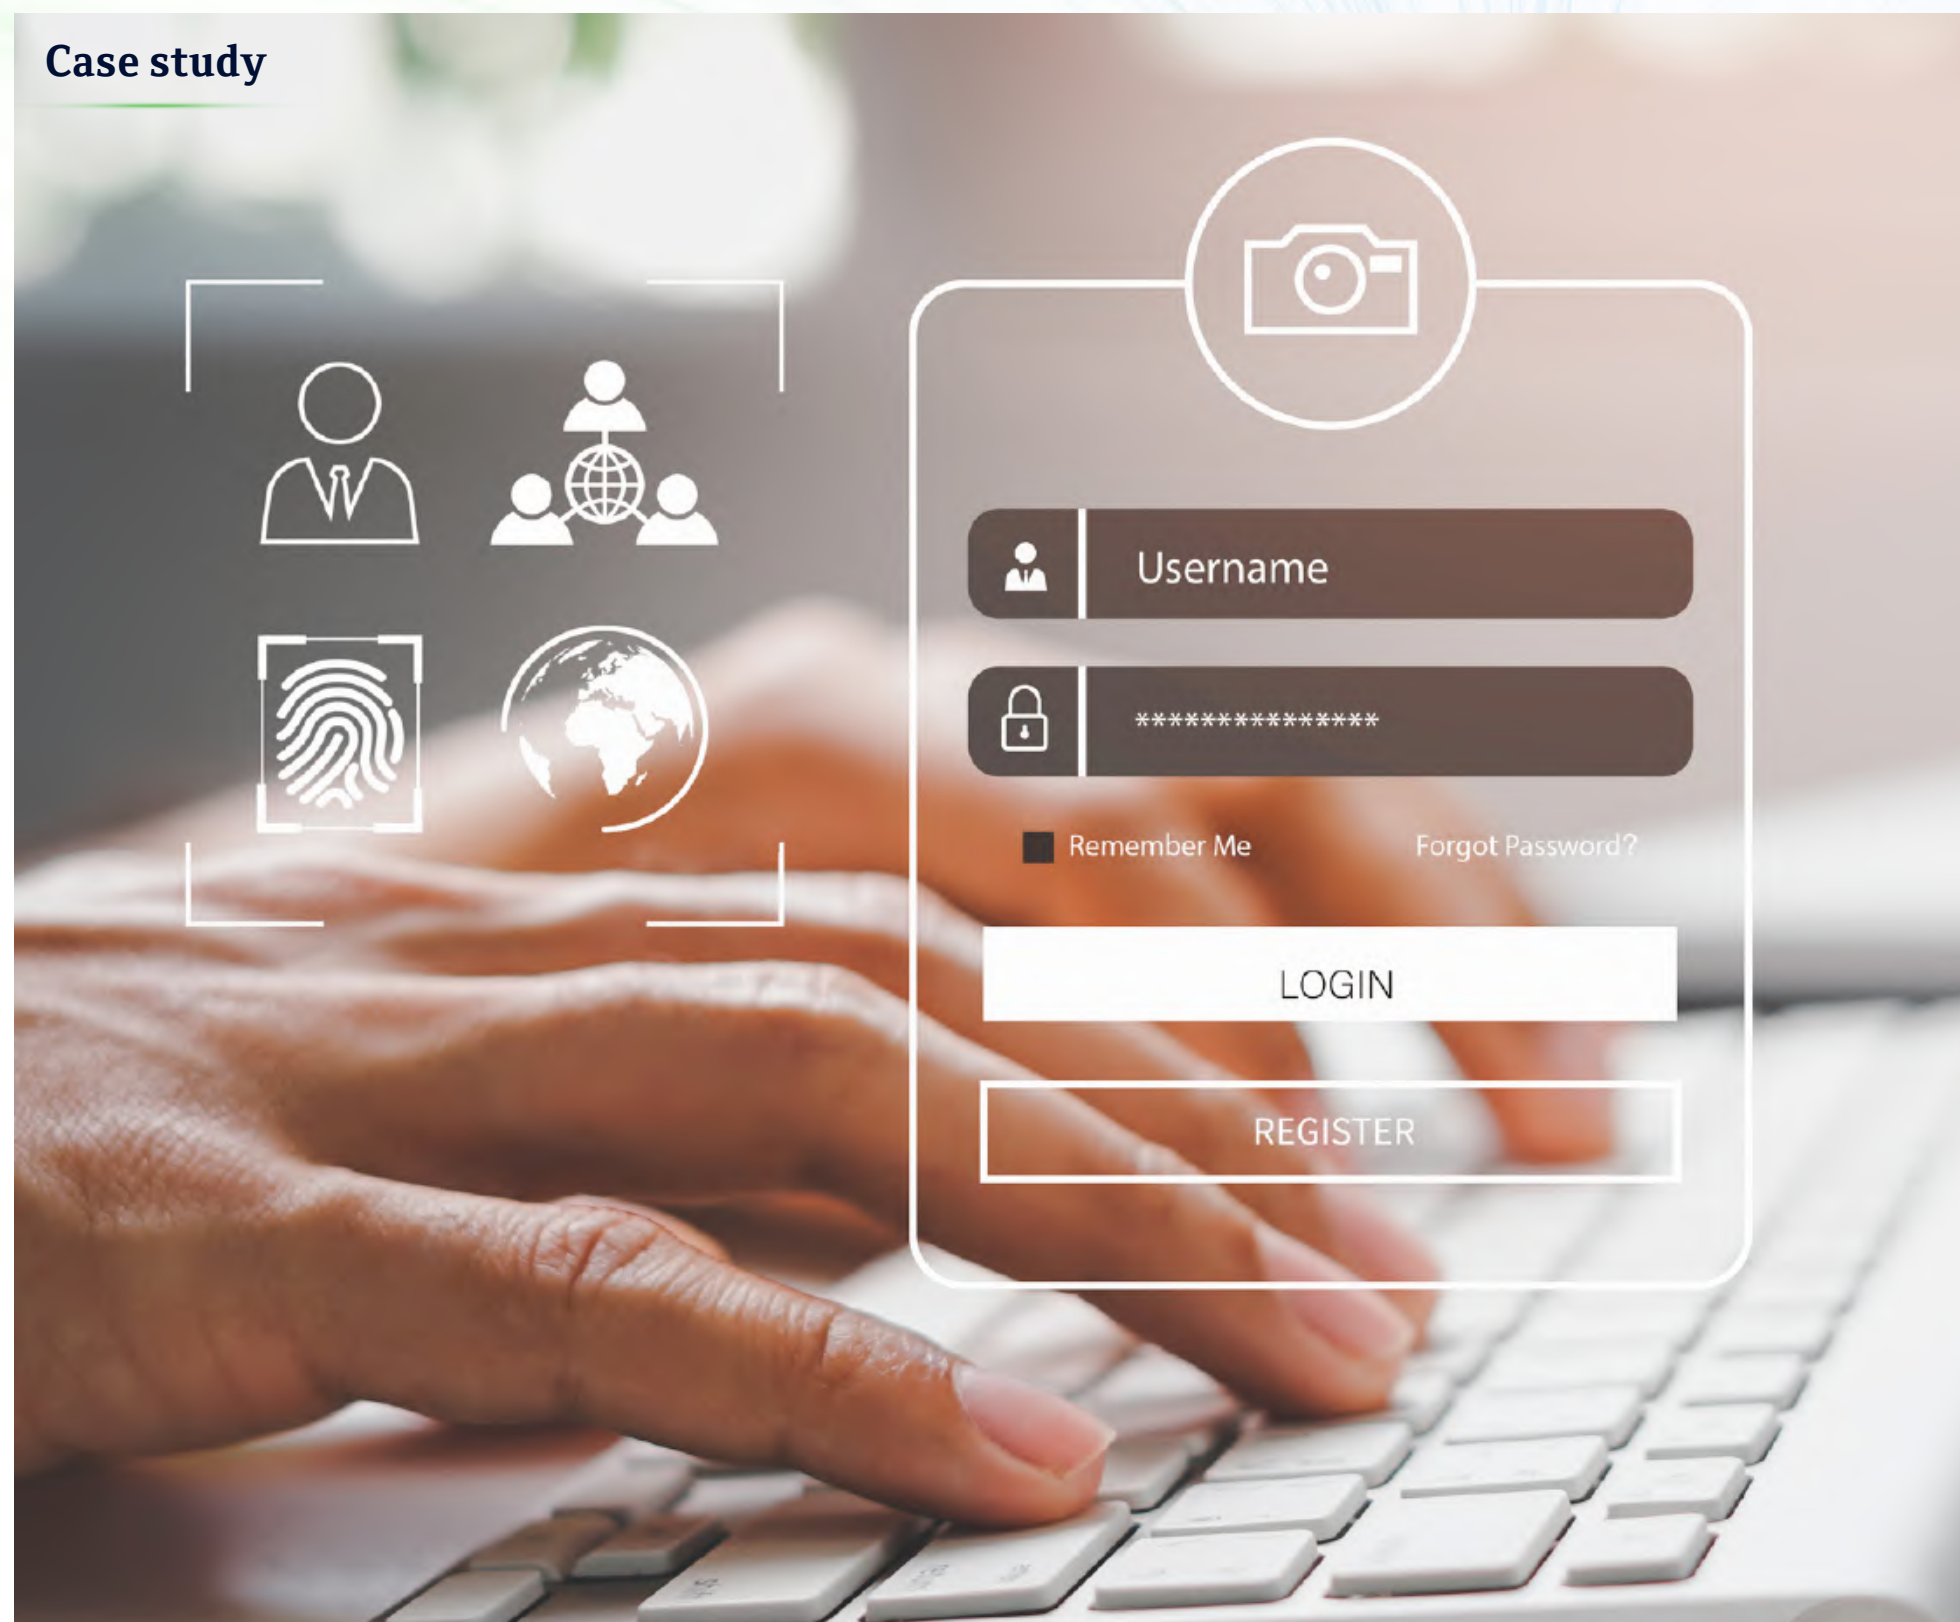 Case study
Username
***************
Remember Me
Forgot Password?
LOGIN
REGISTER